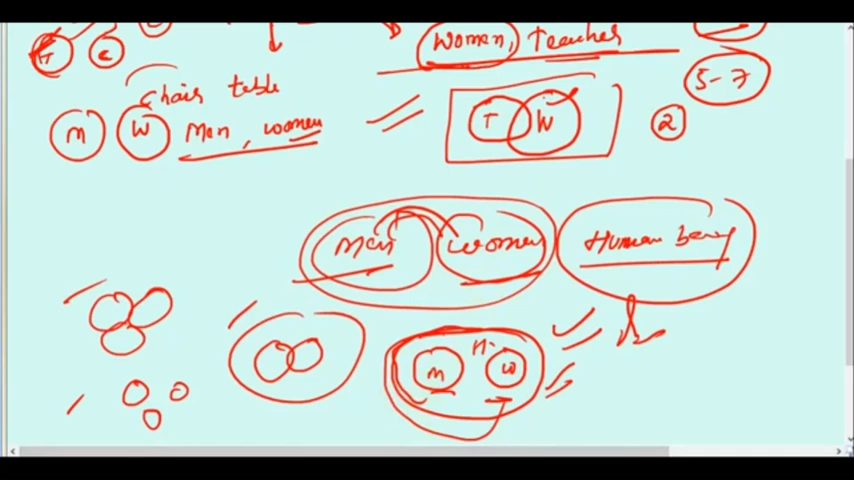 T C
Women, Teacher
5-7
Chair table
M W Men, women
T W 2
Men women Human being
M H W